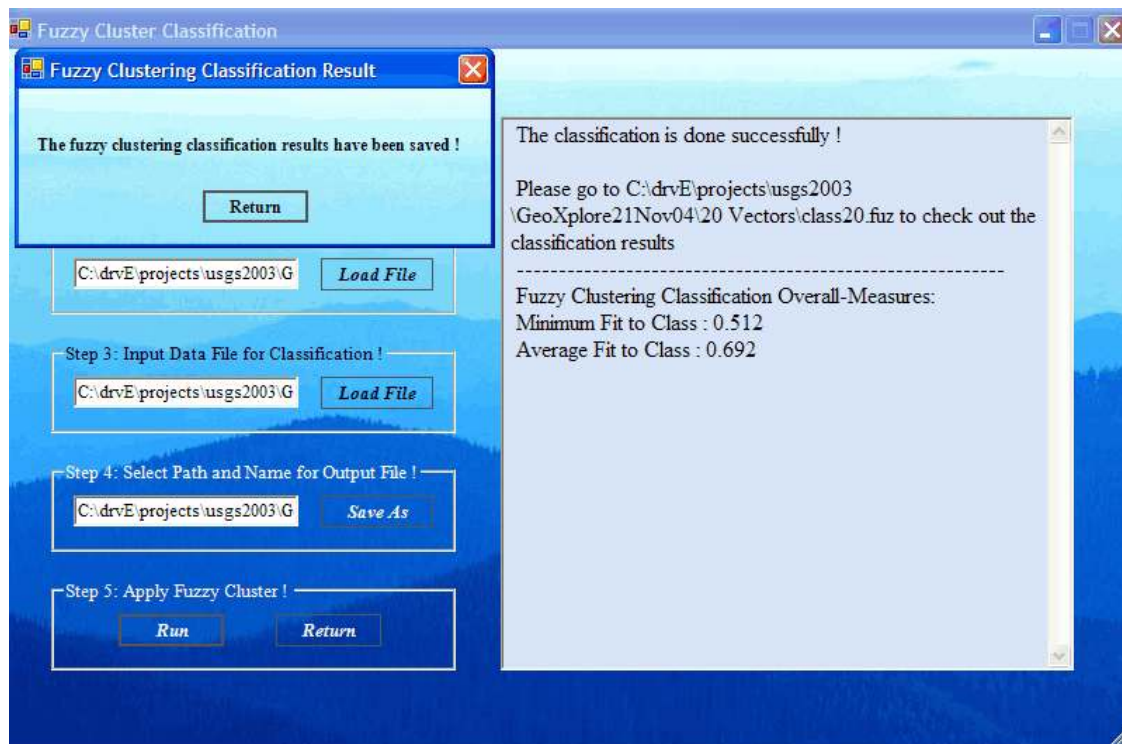 Fuzzy Cluster Classification
Fuzzy Clustering Classification Result
The fuzzy clustering classification results have been saved !
Return
C:\drvE\projects\usgs2003\G
Load File
Step 3: Input Data File for Classification !
C:\drvE\projects\usgs2003\G
Load File
Step 4: Select Path and Name for Output File !
C:\drvE\projects\usgs2003\G
Save As
Step 5: Apply Fuzzy Cluster !
Run
Return
The classification is done successfully !
Please go to C:\drvE\projects\usgs2003
\GeoXplore21Nov04\20 Vectors\class20.fuz to check out the
classification results
------------------------------------------------------------
Fuzzy Clustering Classification Overall-Measures:
Minimum Fit to Class : 0.512
Average Fit to Class : 0.692